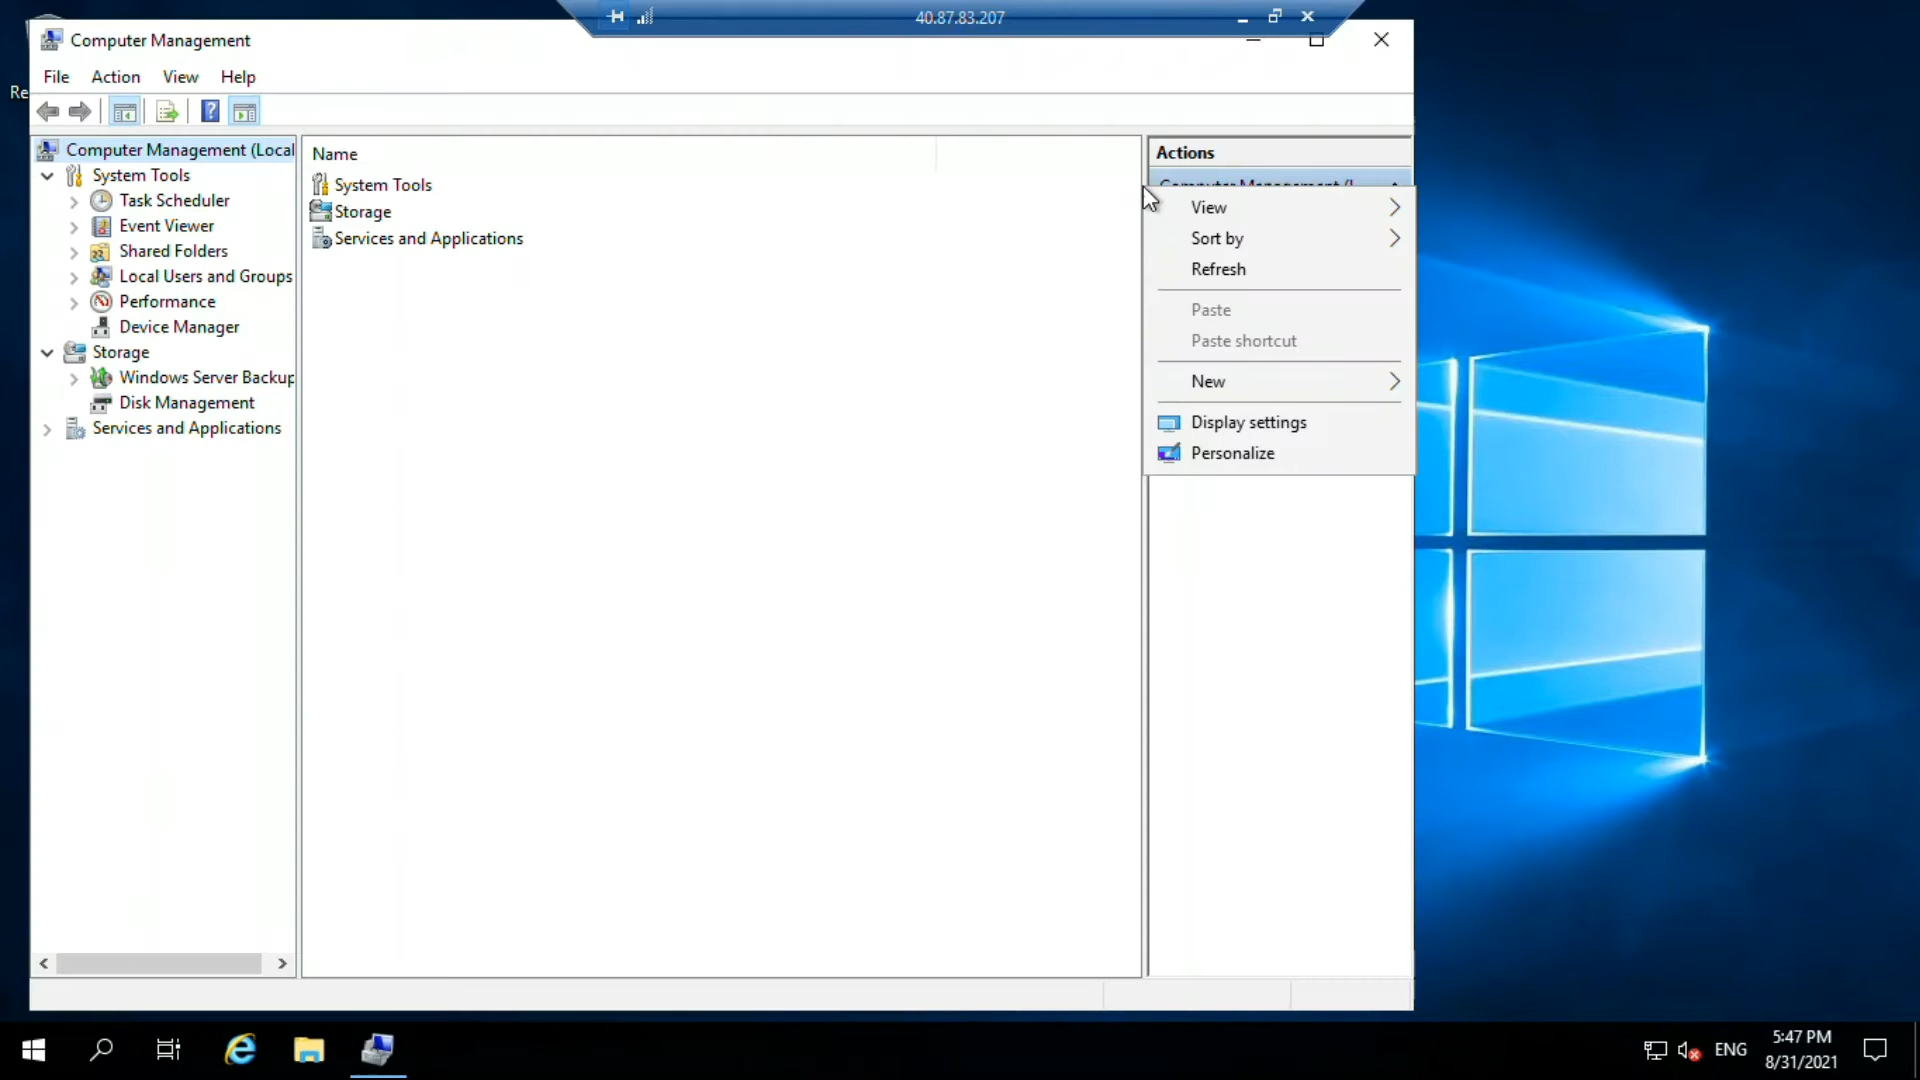 40.87.83.207
Computer Management
File Action View Help
Re
Computer Management (Local
System Tools
Task Scheduler
Event Viewer
Shared Folders
Local Users and Groups
Performance
Device Manager
Storage
Windows Server Backup
Disk Management
Services and Applications
Name
System Tools
Storage
Services and Applications
Actions
Computer Management (L
View
Sort by
Refresh
Paste
Paste shortcut
New
Display settings
Personalize
ENG
5:47 PM
8/31/2021